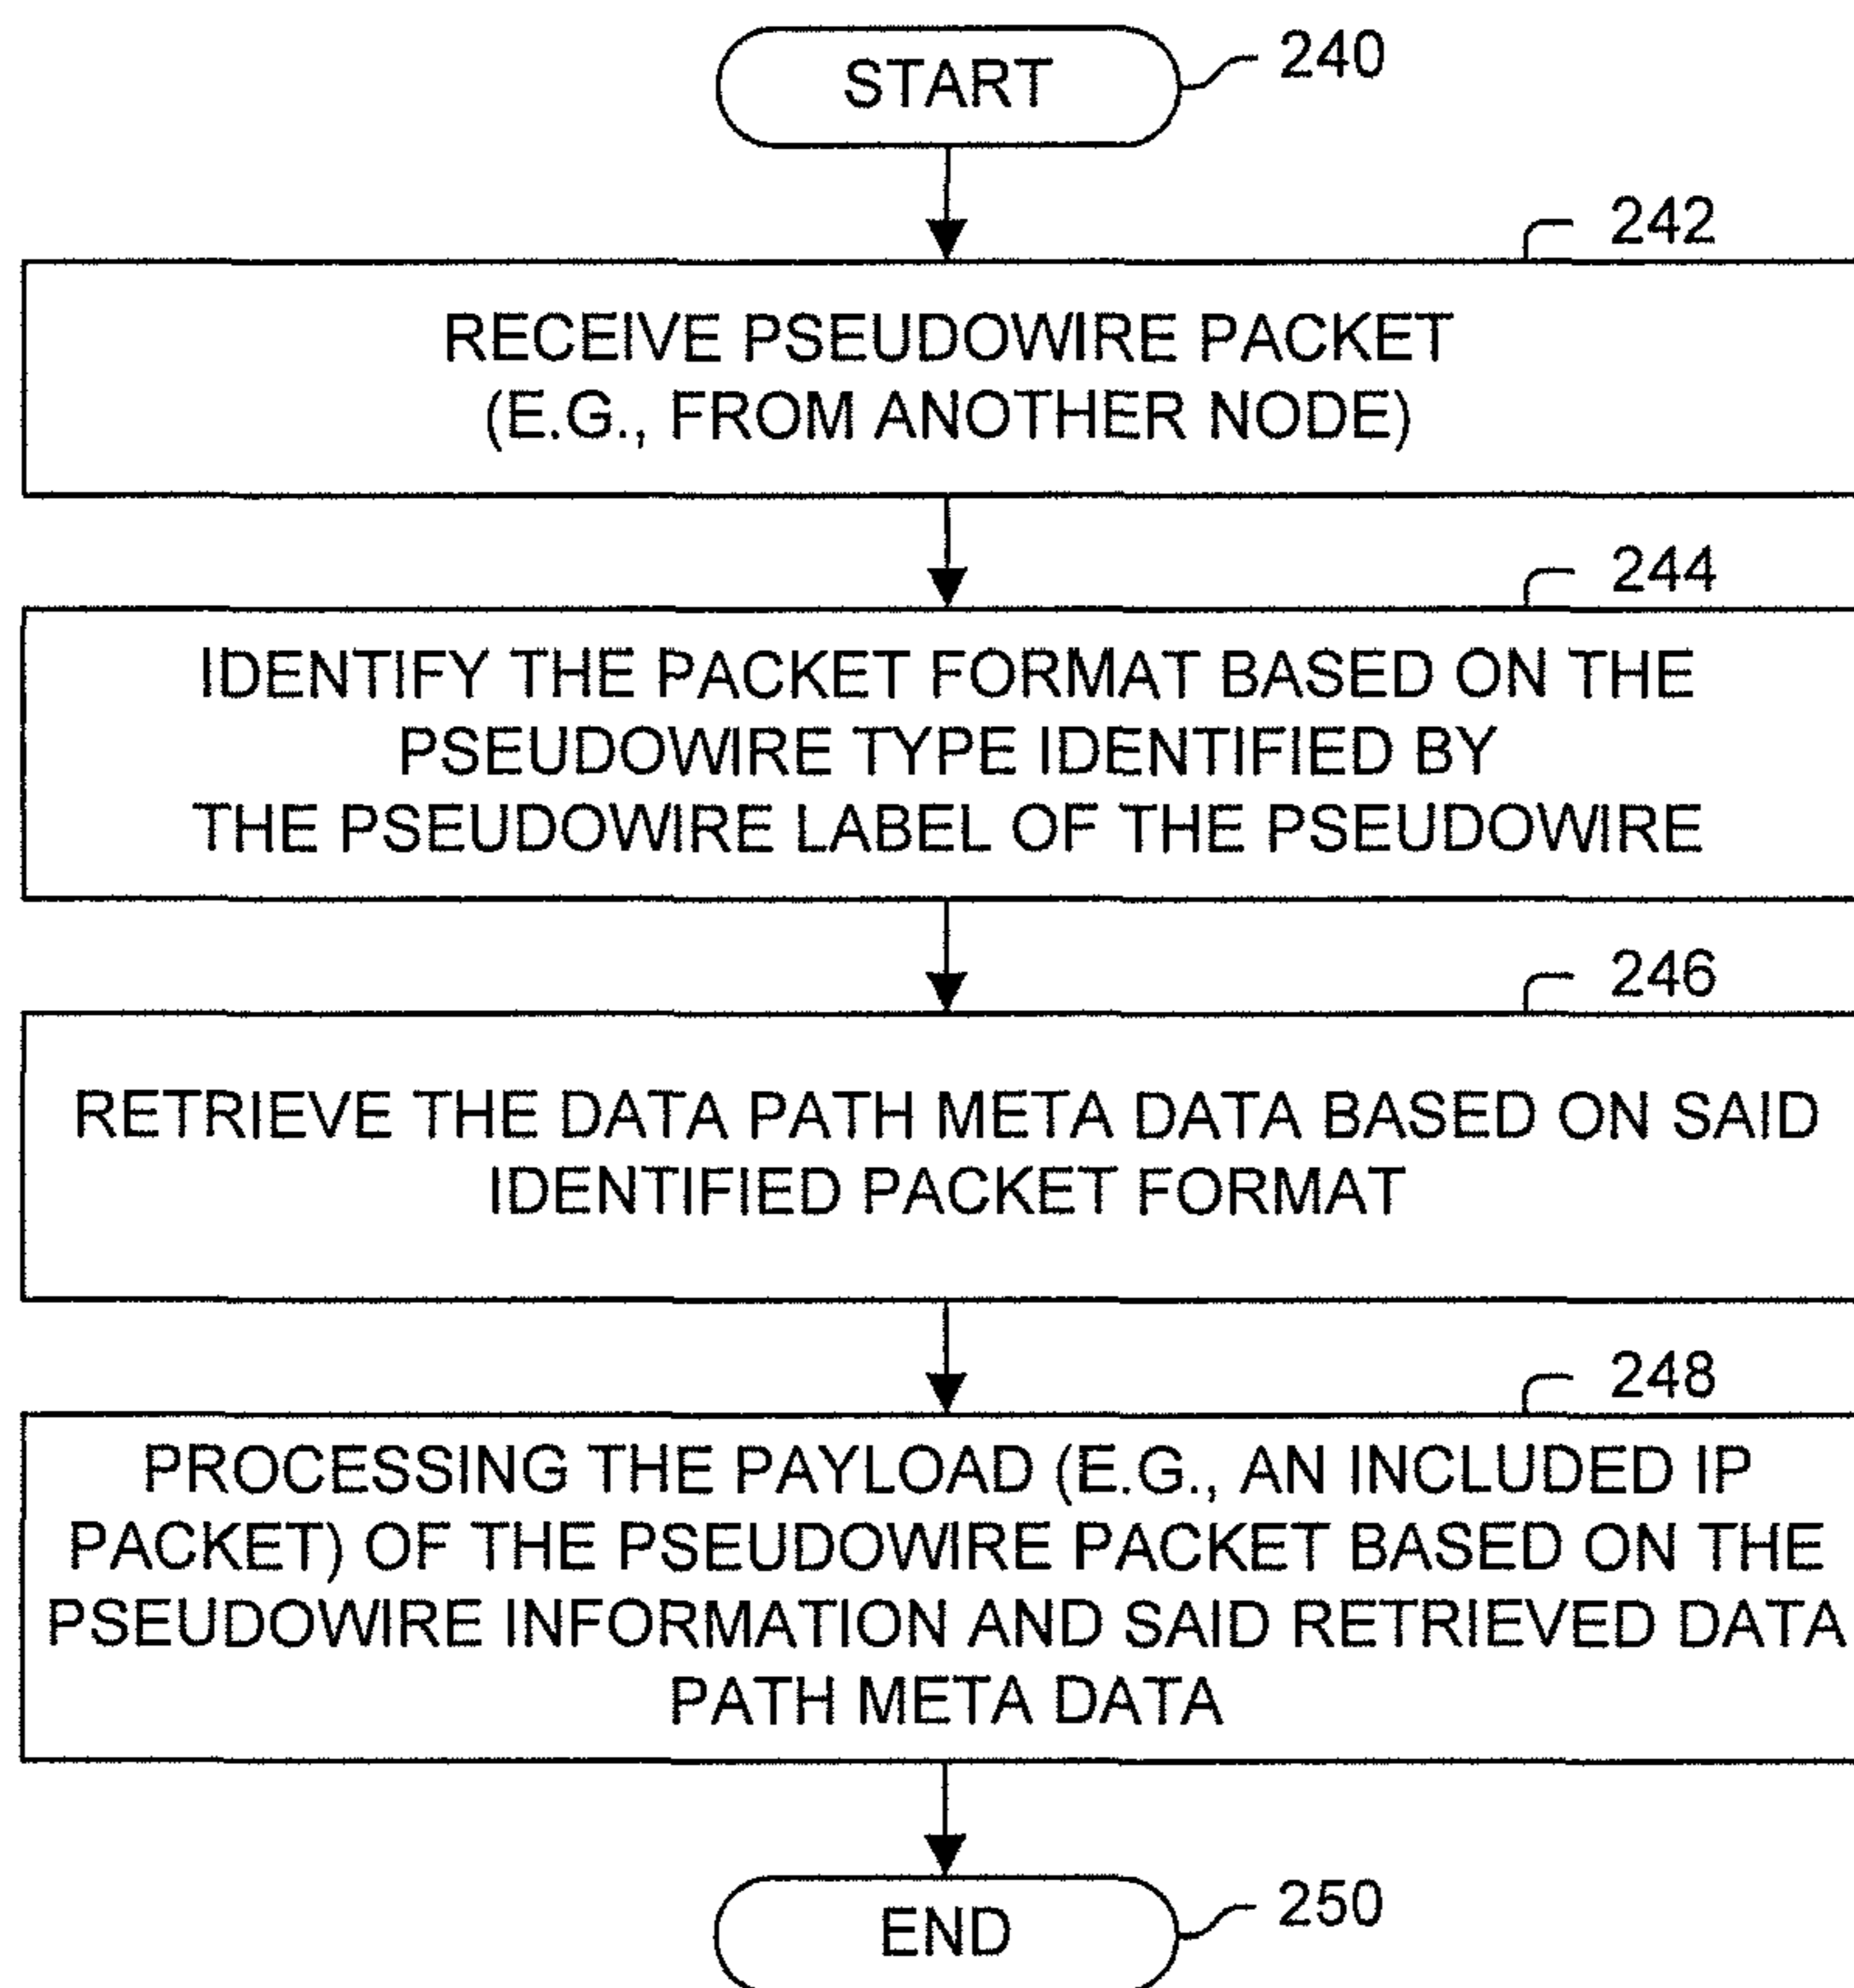 START
240
242
RECEIVE PSEUDOWIRE PACKET
(E.G., FROM ANOTHER NODE)
244
IDENTIFY THE PACKET FORMAT BASED ON THE
PSEUDOWIRE TYPE IDENTIFIED BY
THE PSEUDOWIRE LABEL OF THE PSEUDOWIRE
246
RETRIEVE THE DATA PATH META DATA BASED ON SAID
IDENTIFIED PACKET FORMAT
248
PROCESSING THE PAYLOAD (E.G., AN INCLUDED IP
PACKET) OF THE PSEUDOWIRE PACKET BASED ON THE
PSEUDOWIRE INFORMATION AND SAID RETRIEVED DATA
PATH META DATA
END
250